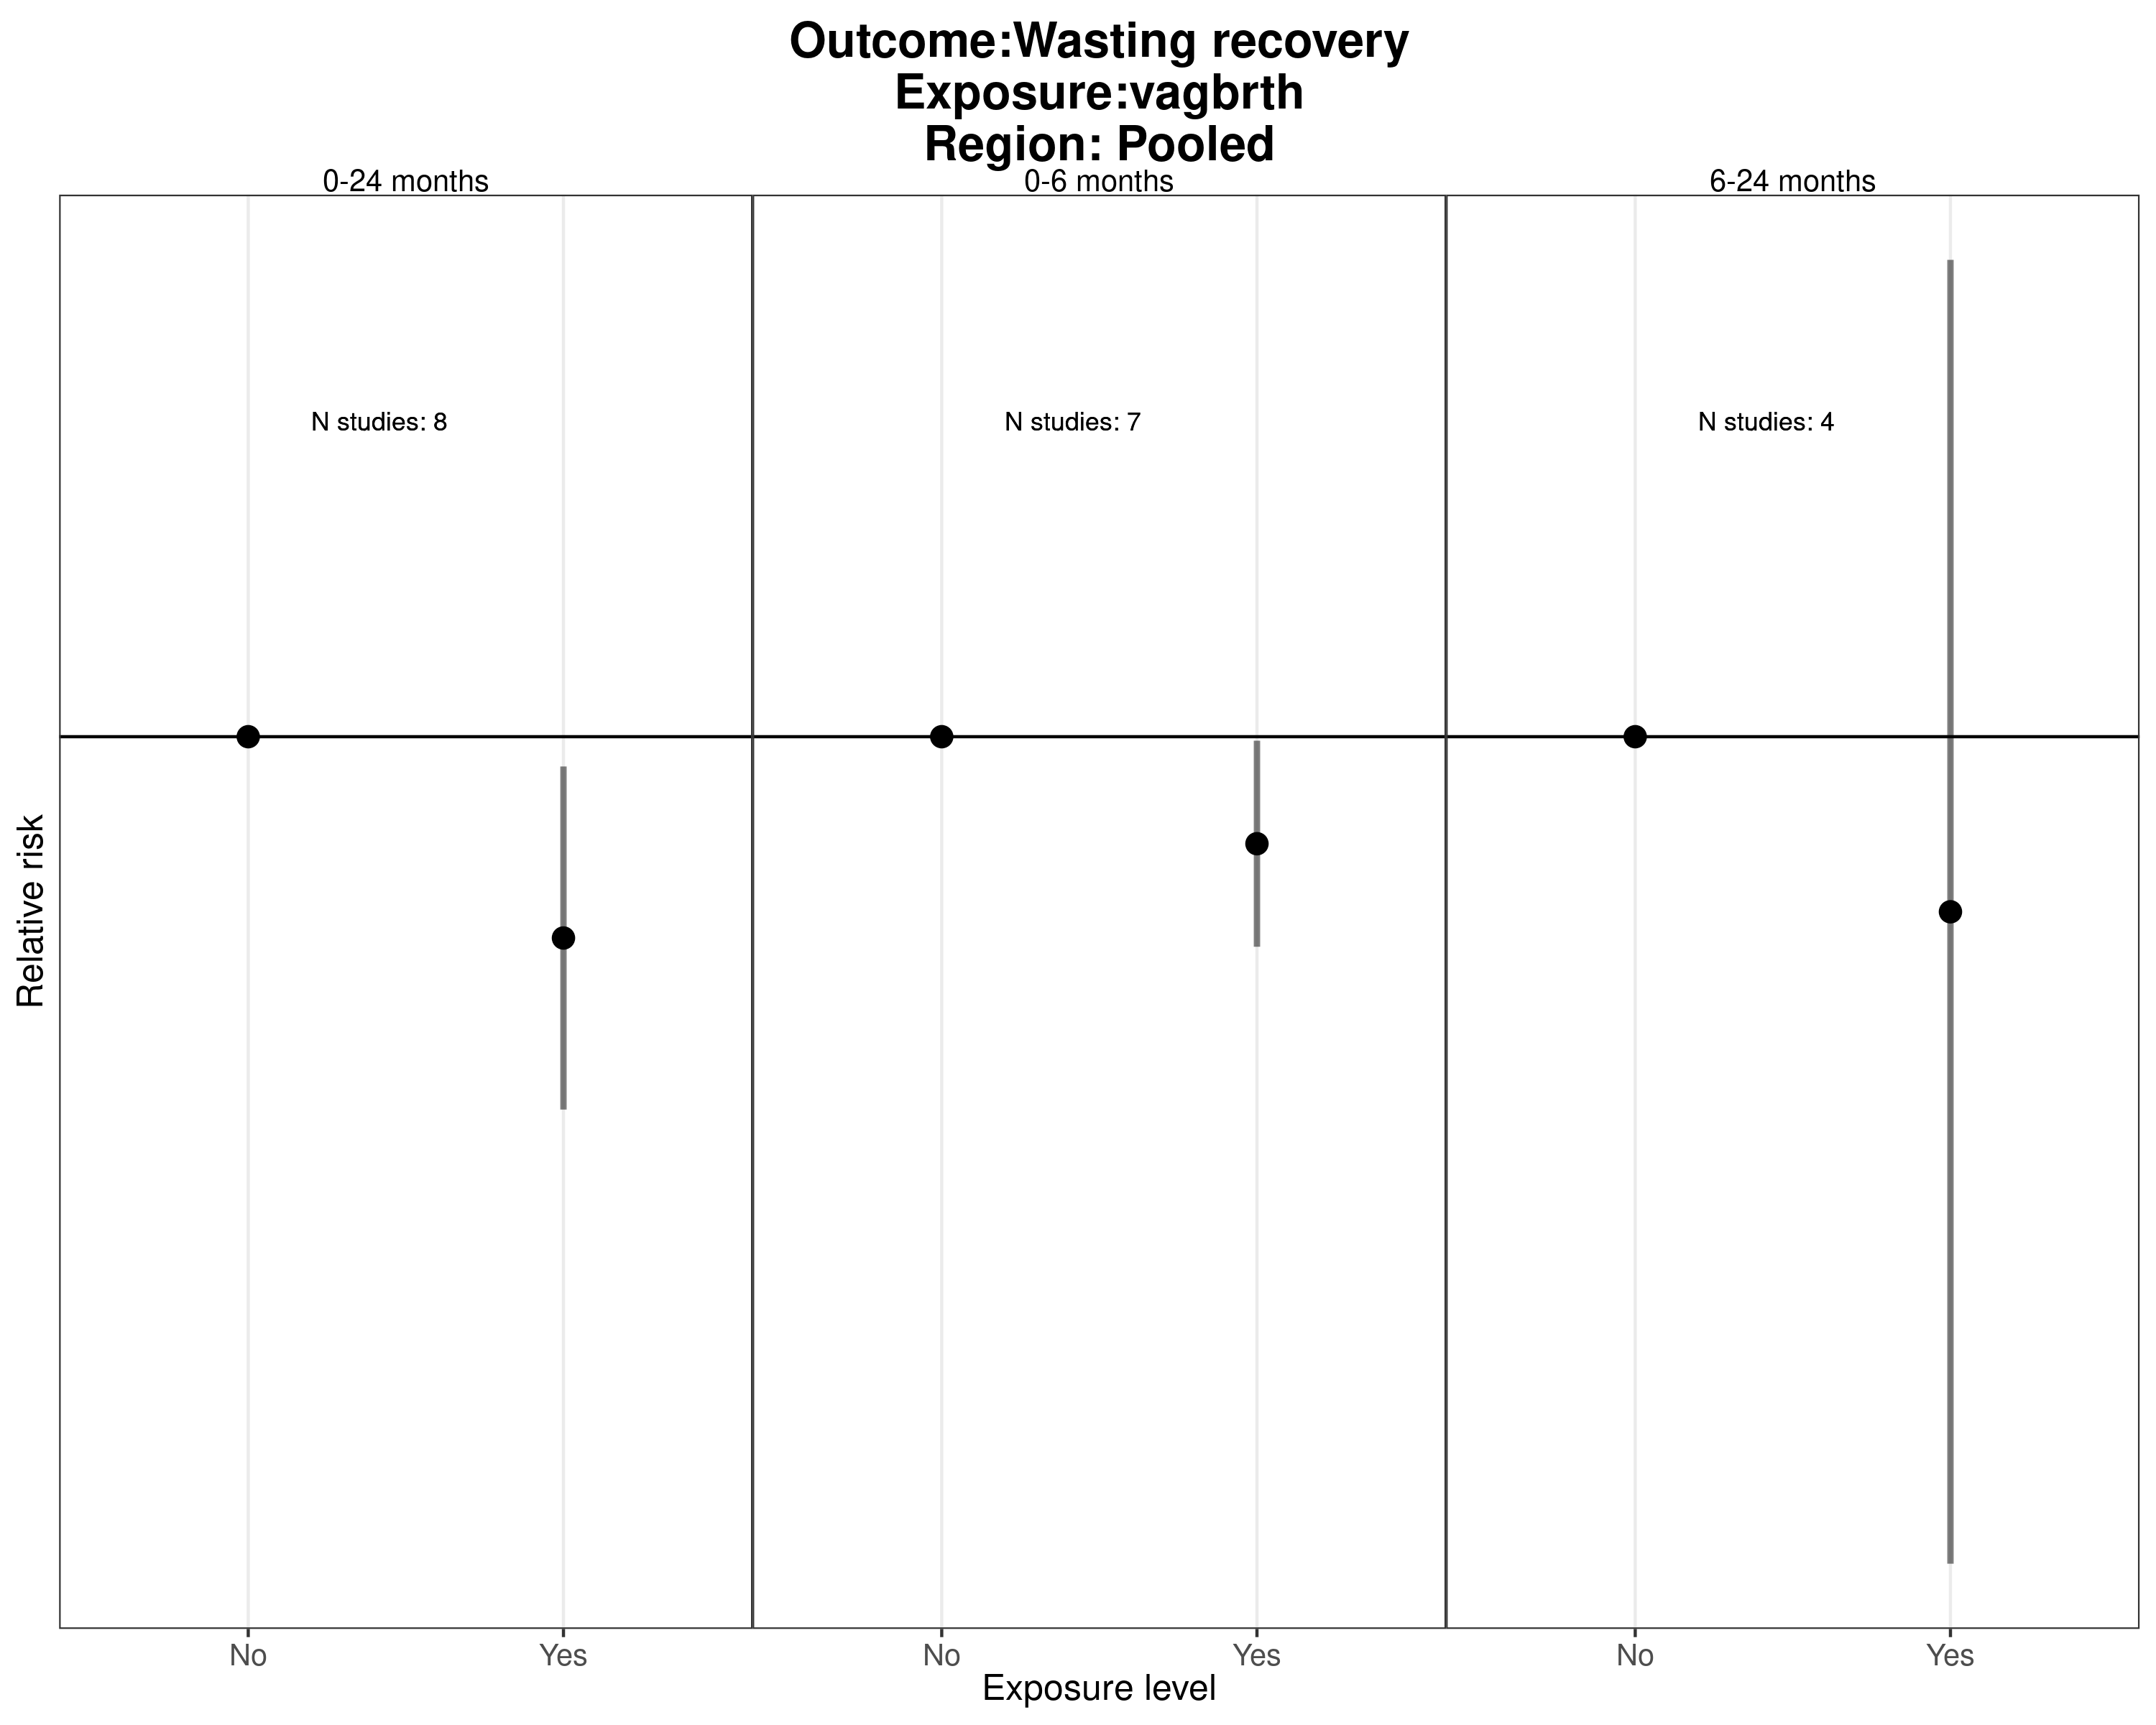 Outcome:Wasting recovery
Exposure:vagbrth
Region: Pooled
0-24 months 0-6 months 6-24 months
N studies: 8 N studies: 7 N studies: 4
Relative risk
No Yes No Yes No Yes
Exposure level